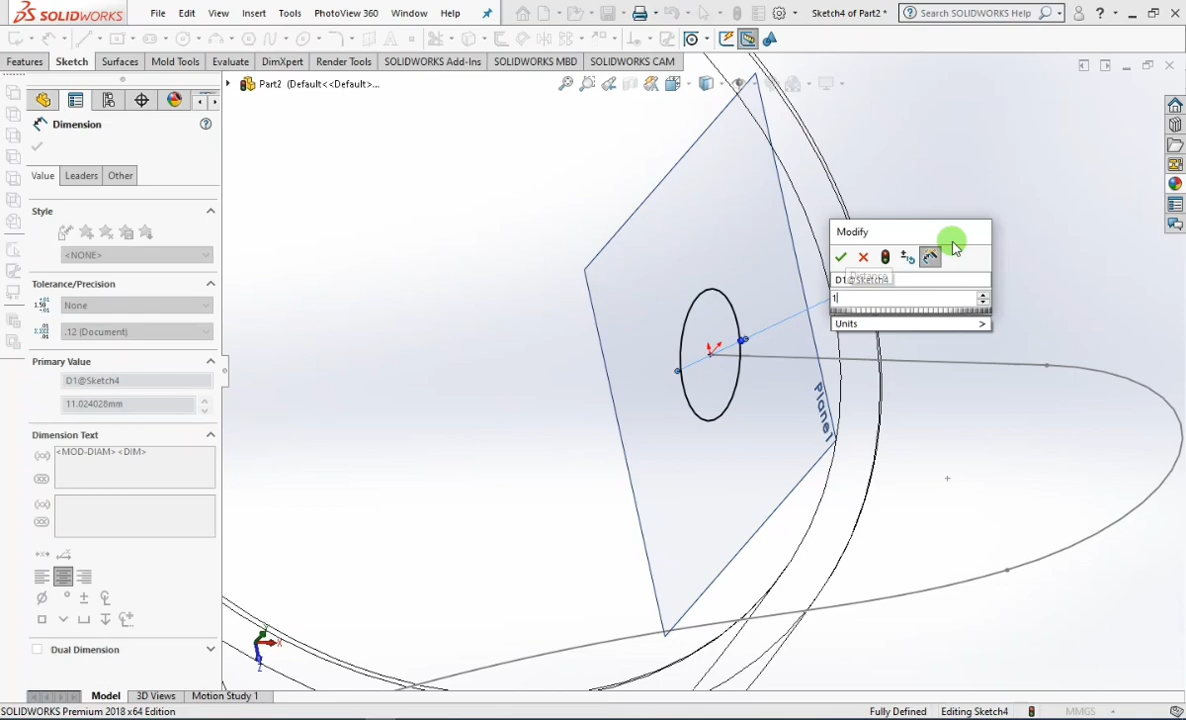 SOLIDWORKS File Edit View Insert Tools PhotoView 360 Window Help Sketch4 of Part2 * Search SOLIDWORKS Help
Features Sketch Surfaces Mold Tools Evaluate DimXpert Render Tools SOLIDWORKS Add-Ins SOLIDWORKS MBD SOLIDWORKS CAM
Part2 (Default<<Default>...
Dimension
Value Leaders Other
Style
<NONE>
Tolerance/Precision
None
.12 (Document)
Primary Value
D1@Sketch4
11.024028mm
Dimension Text
<MOD-DIAM> <DIM>
Dual Dimension
Modify
D1@Sketch4
Distance
1
Units
Plane1
X
Y
Z
Model 3D Views Motion Study 1
SOLIDWORKS Premium 2018 x64 Edition Fully Defined Editing Sketch4 MMGS